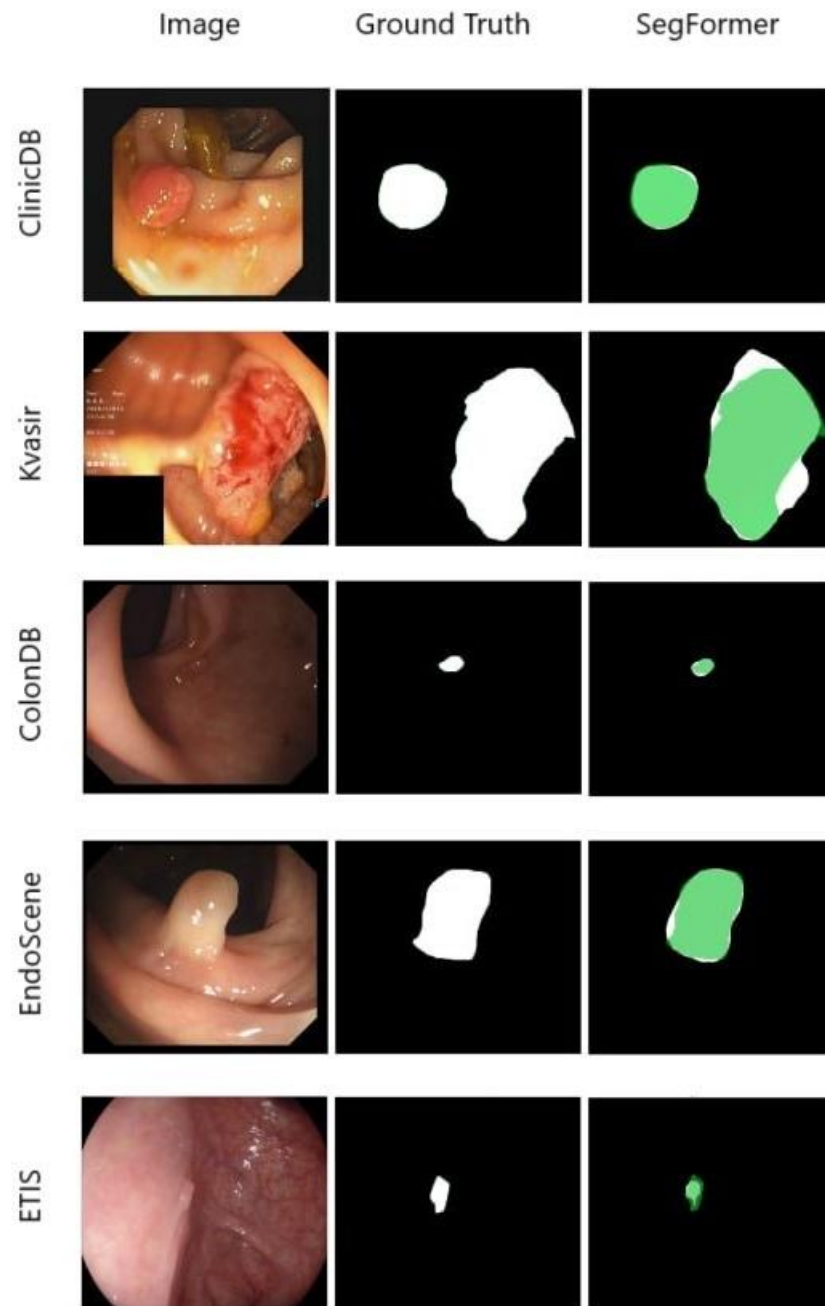 Image Ground Truth SegFormer
ClinicDB
Kvasir
ColonDB
EndoScene
ETIS